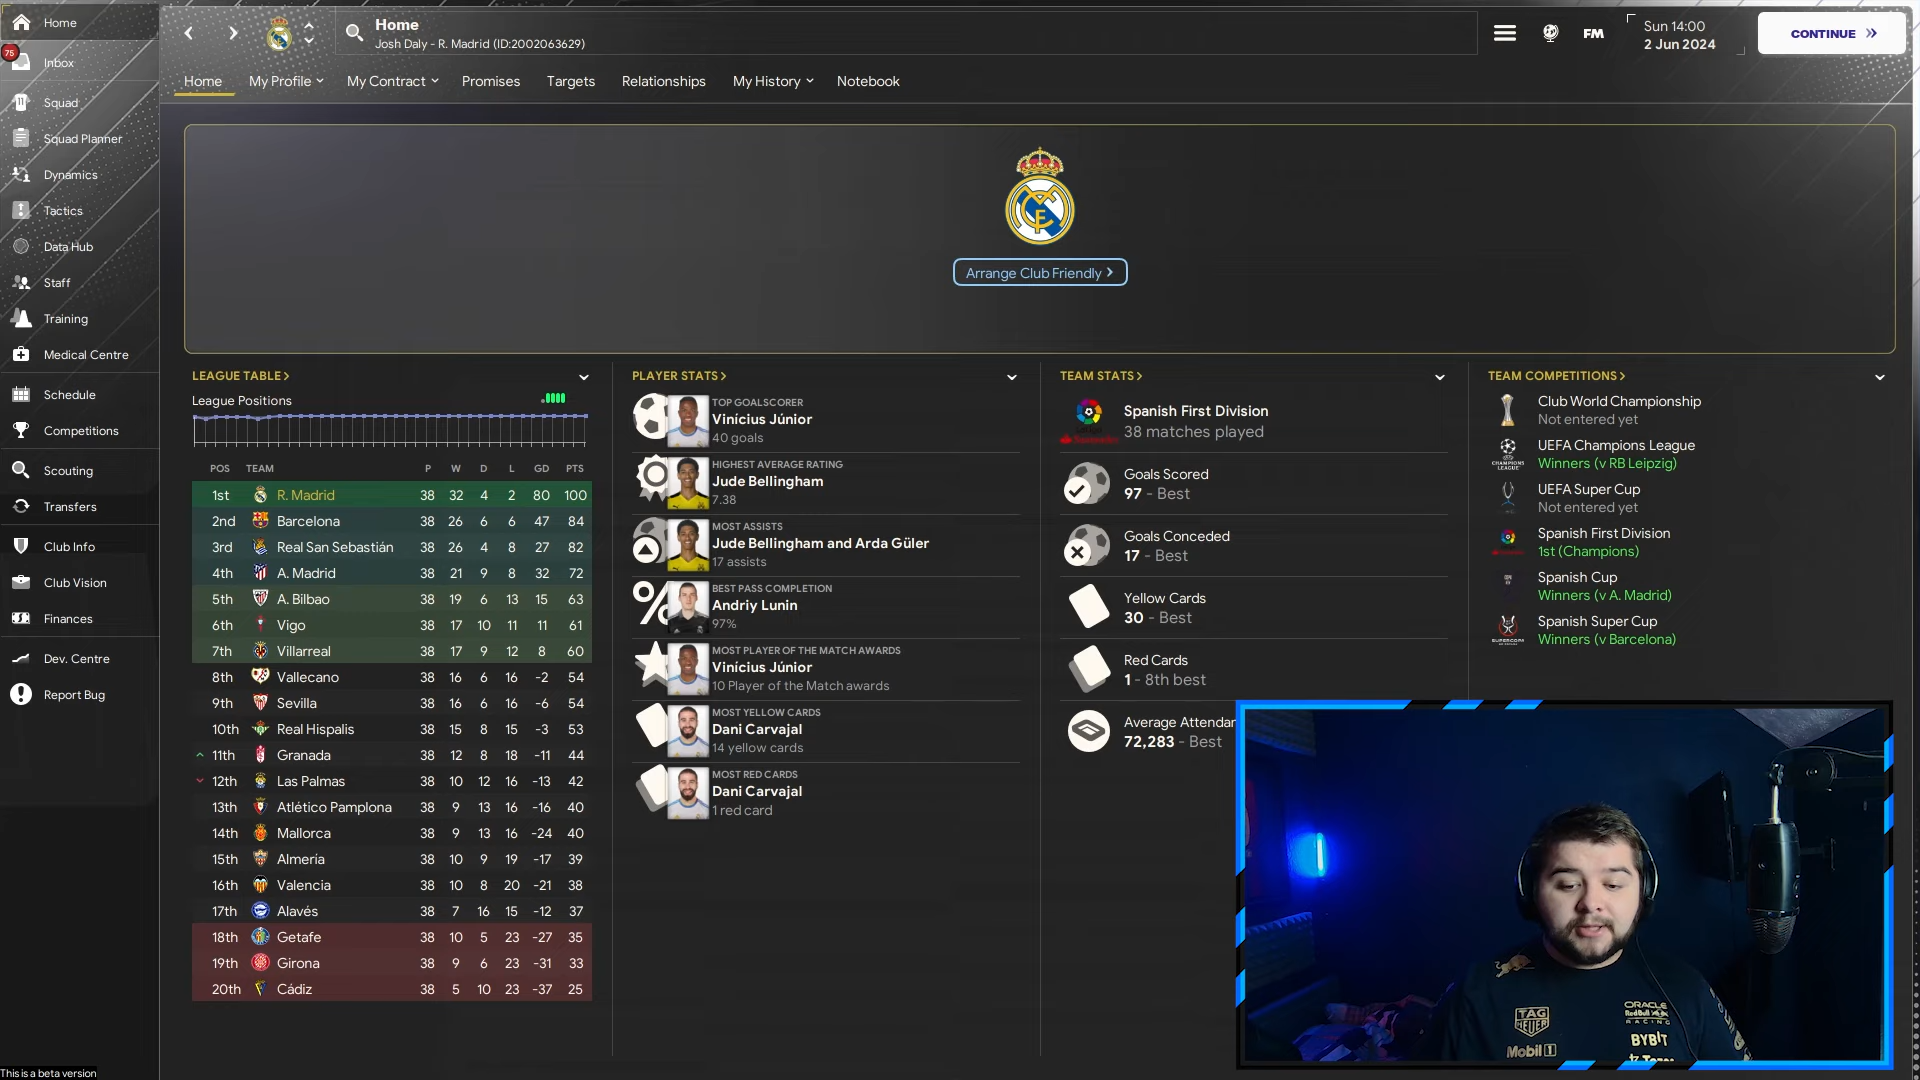 Home
75
Inbox
Squad
Squad Planner
Dynamics
Tactics
Data Hub
Staff
Training
Medical Centre
Schedule
Competitions
Scouting
Transfers
Club Info
Club Vision
Finances
Dev. Centre
Report Bug
This is a beta version
Home
Josh Daly - R. Madrid (ID:2002063629)
FM
Sun 14:00
2 Jun 2024
CONTINUE
Home My Profile My Contract Promises Targets Relationships My History Notebook
Arrange Club Friendly
LEAGUE TABLE
League Positions
POS TEAM P W D L GD PTS
1st R. Madrid 38 32 4 2 80 100
2nd Barcelona 38 26 6 6 47 84
3rd Real San Sebastián 38 26 4 8 27 82
4th A. Madrid 38 21 9 8 32 72
5th A. Bilbao 38 19 6 13 15 63
6th Vigo 38 17 10 11 11 61
7th Villarreal 38 17 9 12 8 60
8th Vallecano 38 16 6 16 -2 54
9th Sevilla 38 16 6 16 -6 54
10th Real Hispalis 38 15 8 15 -3 53
11th Granada 38 12 8 18 -11 44
12th Las Palmas 38 10 12 16 -13 42
13th Atlético Pamplona 38 9 13 16 -16 40
14th Mallorca 38 9 13 16 -24 40
15th Almería 38 10 9 19 -17 39
16th Valencia 38 10 8 20 -21 38
17th Alavés 38 7 16 15 -12 37
18th Getafe 38 10 5 23 -27 35
19th Girona 38 9 6 23 -31 33
20th Cádiz 38 5 10 23 -37 25
PLAYER STATS
TOP GOALSCORER
Vinícius Júnior
40 goals
HIGHEST AVERAGE RATING
Jude Bellingham
7.38
MOST ASSISTS
Jude Bellingham and Arda Güler
17 assists
BEST PASS COMPLETION
Andriy Lunin
97%
MOST PLAYER OF THE MATCH AWARDS
Vinícius Júnior
10 Player of the Match awards
MOST YELLOW CARDS
Dani Carvajal
14 yellow cards
MOST RED CARDS
Dani Carvajal
1 red card
TEAM STATS
Spanish First Division
38 matches played
Goals Scored
97 - Best
Goals Conceded
17 - Best
Yellow Cards
30 - Best
Red Cards
1 - 8th best
Average Attendar
72,283 - Best
TEAM COMPETITIONS
Club World Championship
Not entered yet
UEFA Champions League
Winners (v RB Leipzig)
CHAMPIONS
LEAGUE
UEFA Super Cup
Not entered yet
Spanish First Division
1st (Champions)
Spanish Cup
Winners (v A. Madrid)
Spanish Super Cup
Winners (v Barcelona)
SUPERCOPA
TAG
HEUER
Mobil 1
ORACLE
Red Bull
RACING
BYBIT